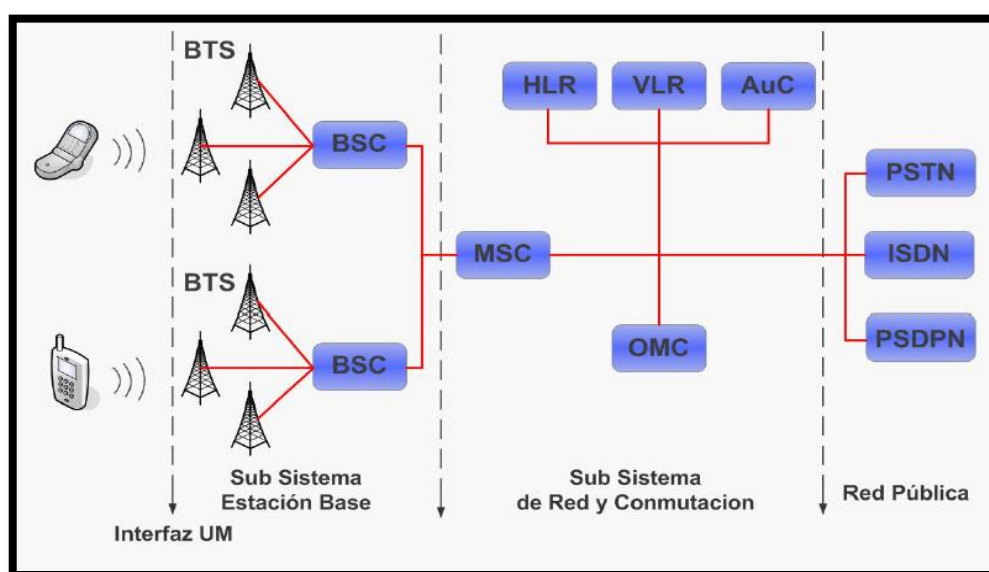 BTS
HLR
VLR
AuC
BSC
PSTN
MSC
ISDN
BTS
OMC
PSDPN
BSC
Sub Sistema
Estación Base
Sub Sistema
de Red y Conmutacion
Red Pública
Interfaz UM